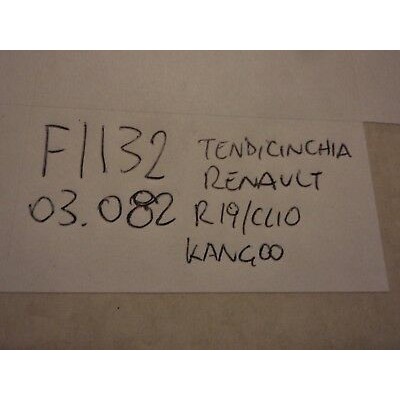 F1132
03.082
TENDICINCHIA
RENAULT
R19/CLIO
KANGOO